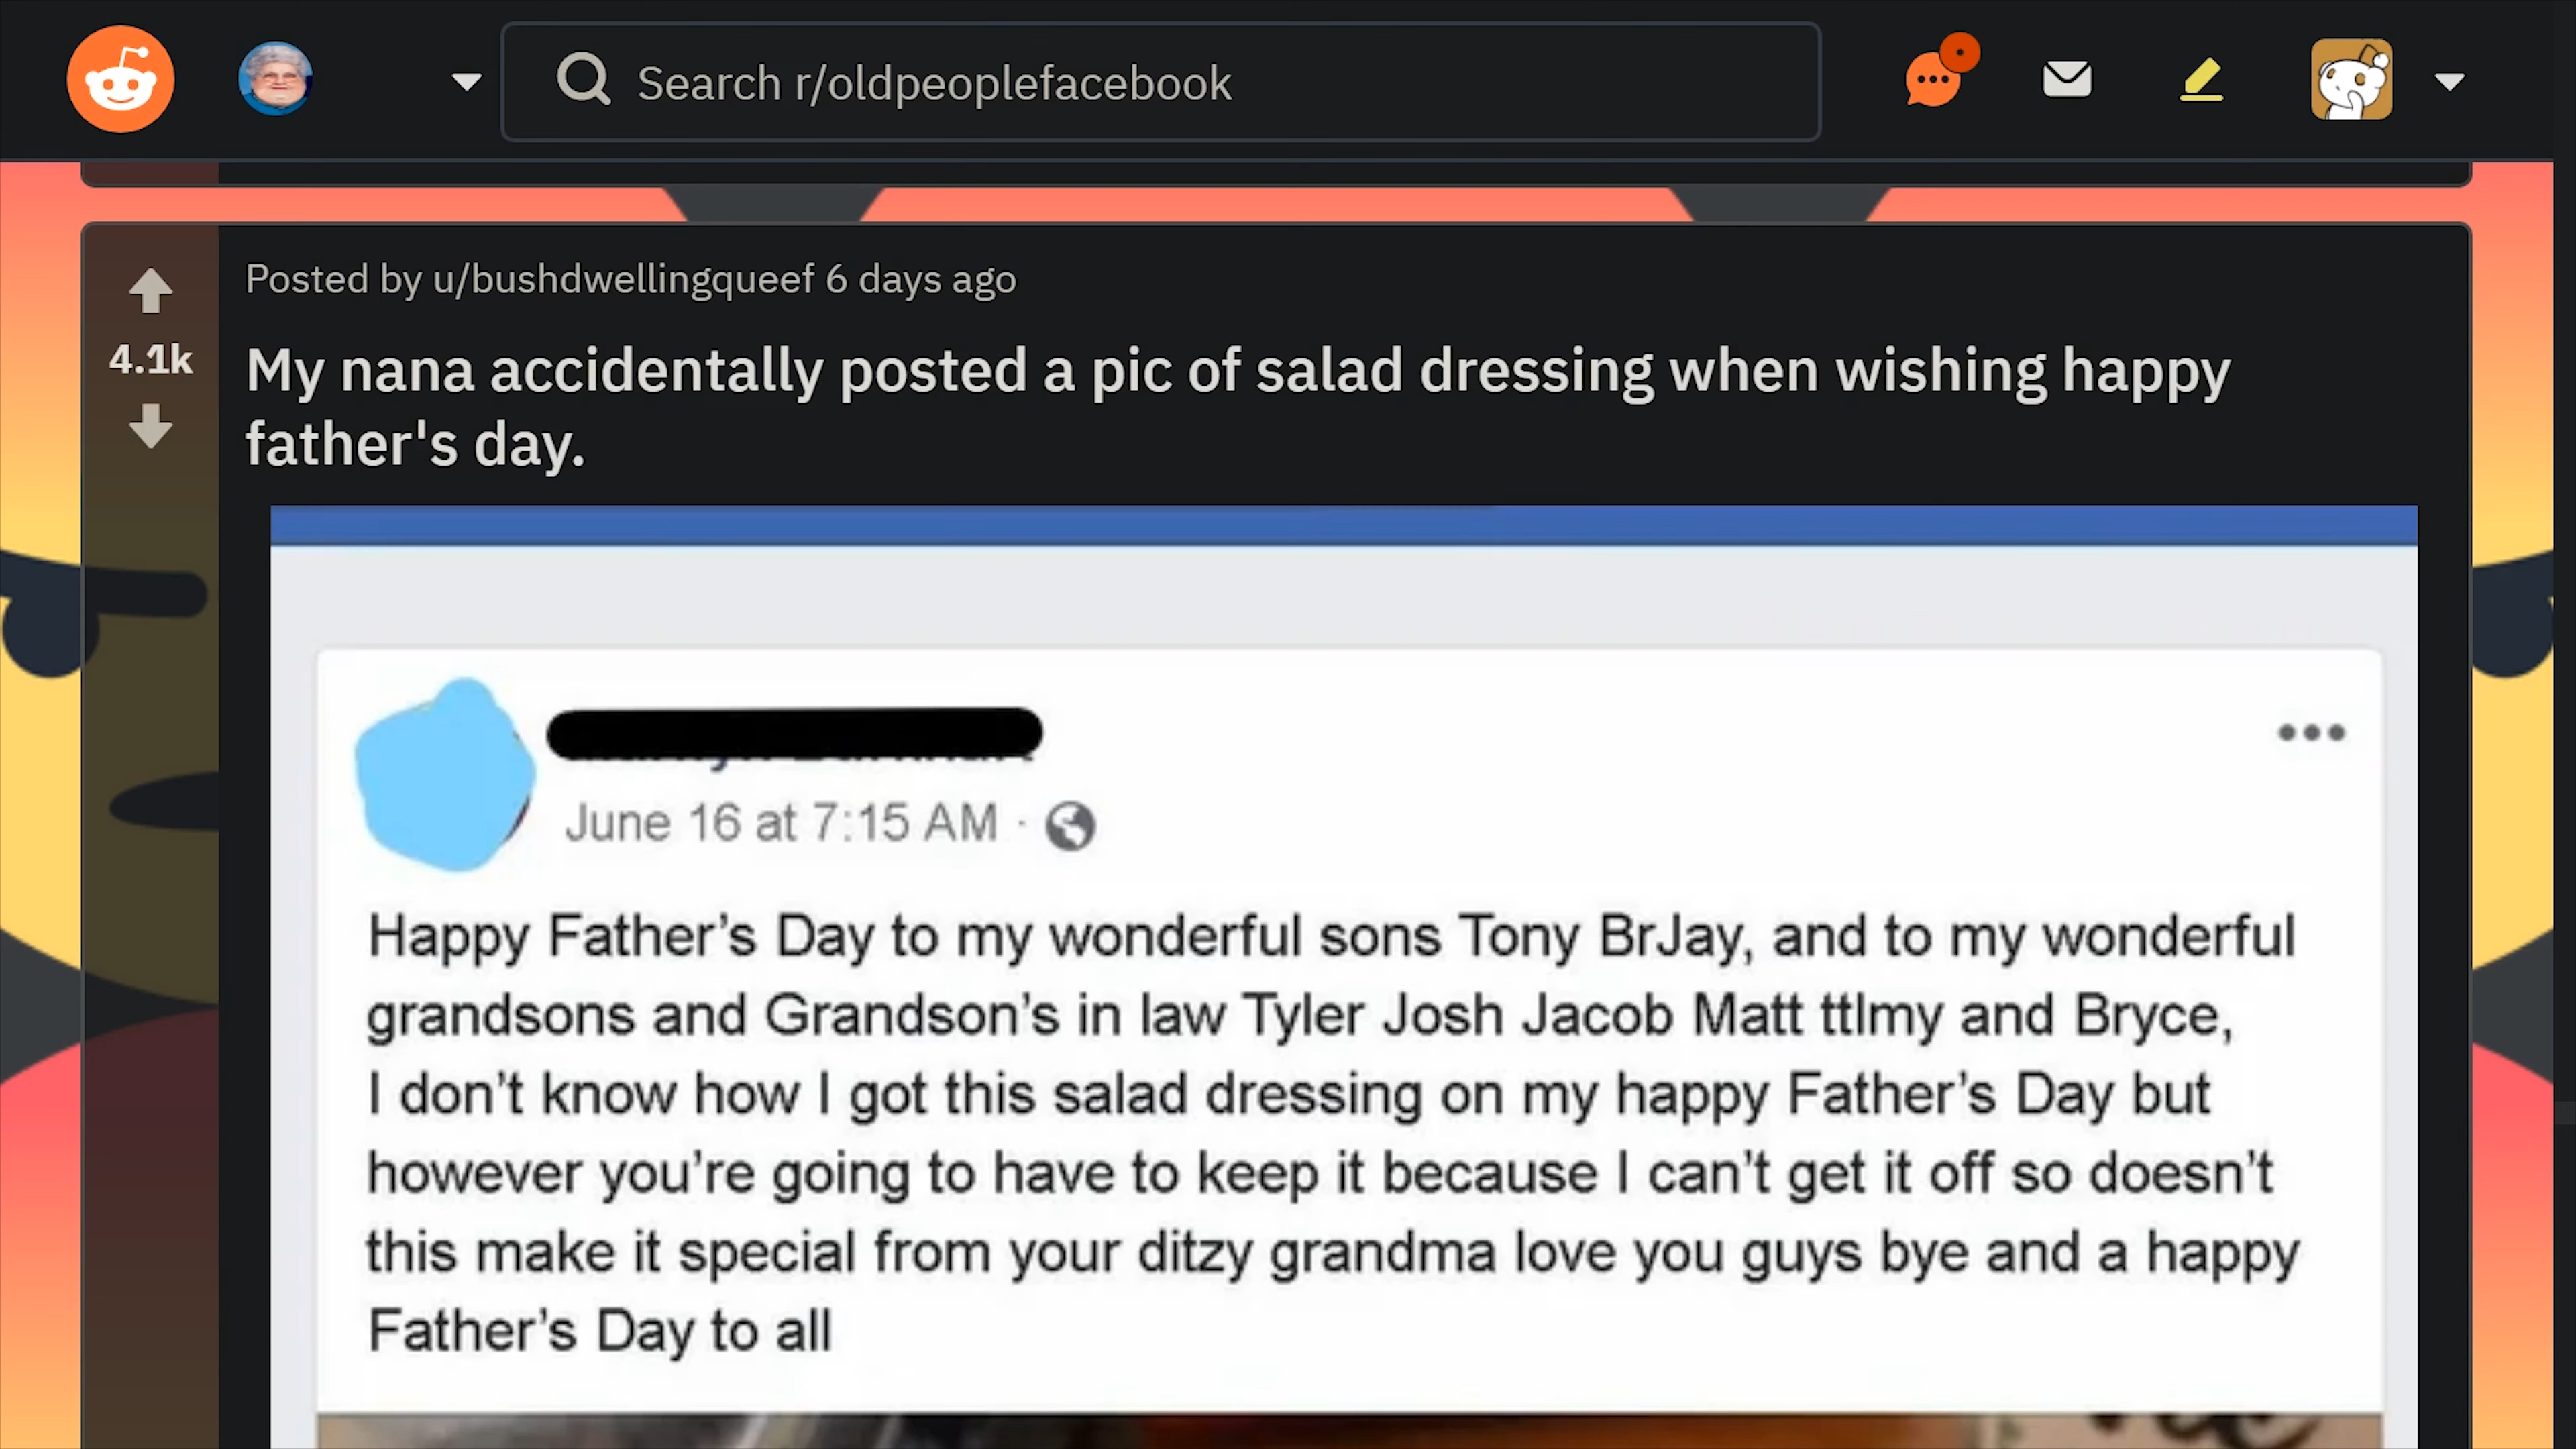 Search r/oldpeoplefacebook
Posted by u/bushdwellingqueef 6 days ago
4.1k
My nana accidentally posted a pic of salad dressing when wishing happy
father's day.
June 16 at 7:15 AM ·
Happy Father's Day to my wonderful sons Tony BrJay, and to my wonderful
grandsons and Grandson's in law Tyler Josh Jacob Matt ttlmy and Bryce,
I don't know how I got this salad dressing on my happy Father's Day but
however you're going to have to keep it because I can't get it off so doesn't
this make it special from your ditzy grandma love you guys bye and a happy
Father's Day to all